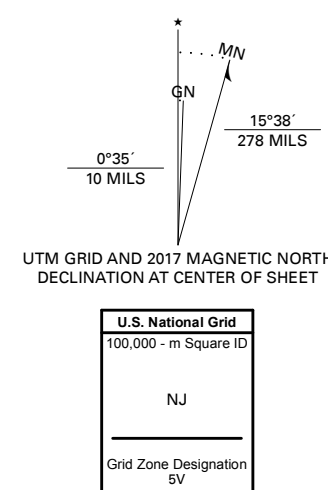 ★
MN
GN
15°38´
278 MILS
0°35´
10 MILS
UTM GRID AND 2017 MAGNETIC NORTH
DECLINATION AT CENTER OF SHEET
U.S. National Grid
100,000 - m Square ID
NJ
Grid Zone Designation
5V